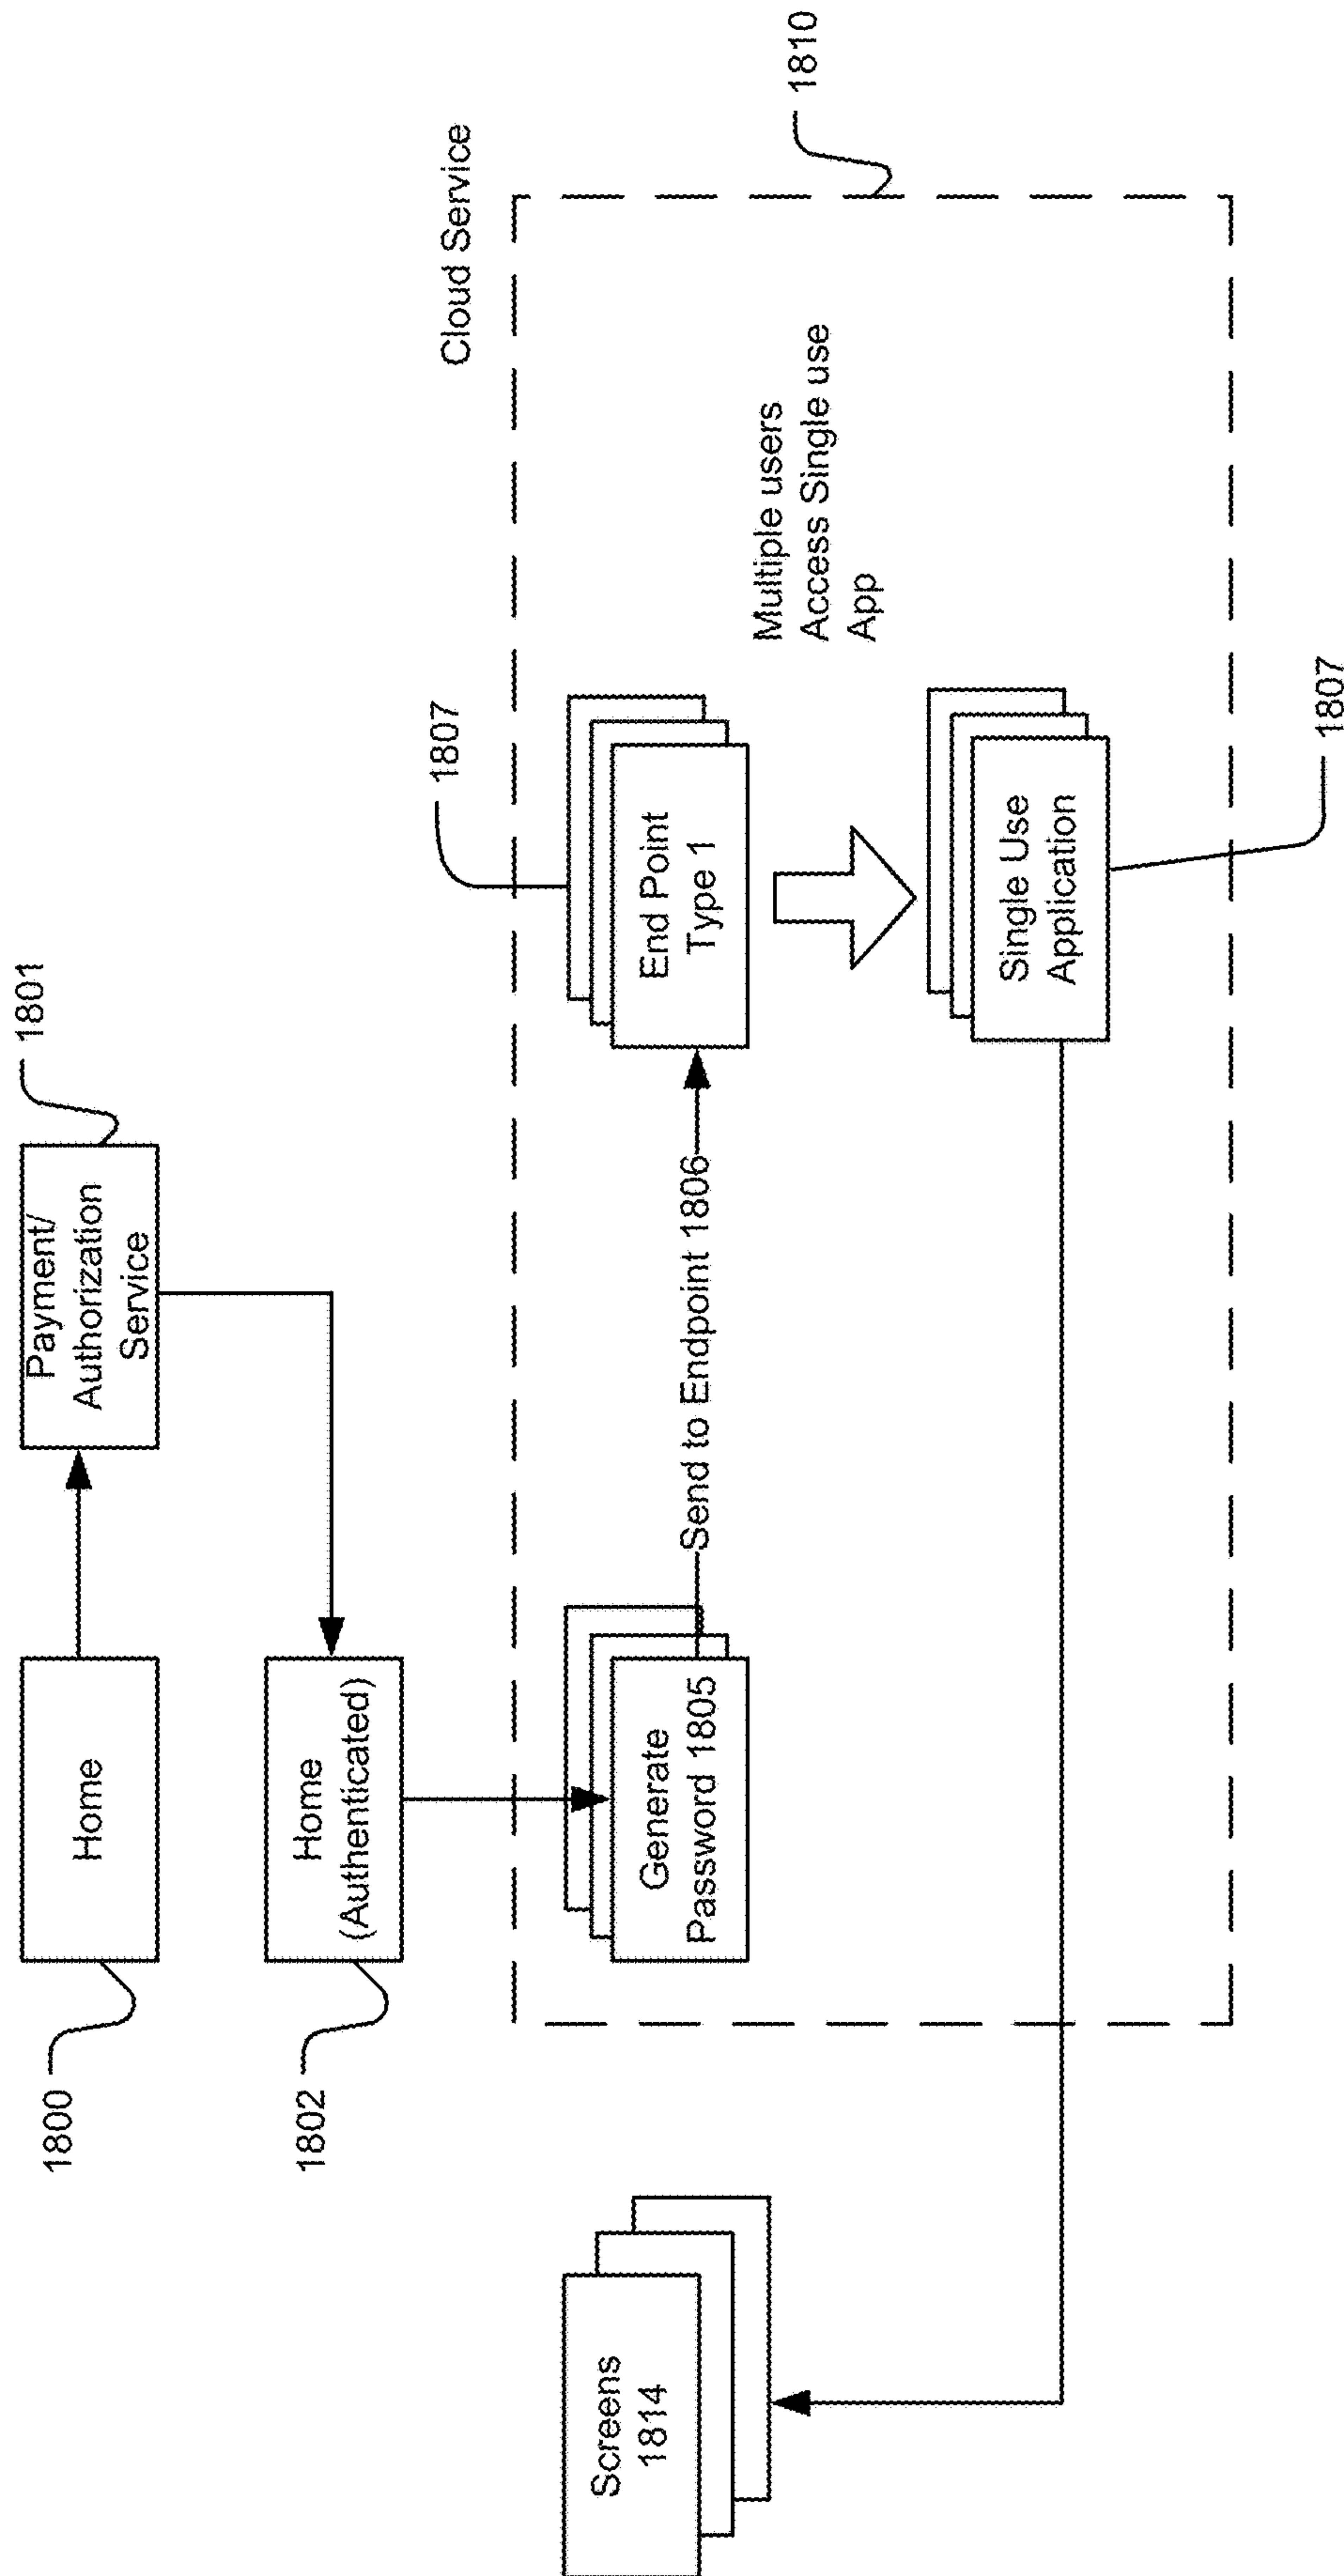 1800
Home
Payment/
Authorization
Service
1801
1802
Home
(Authenticated)
Cloud Service
1810
Screens
1814
Generate
Password 1805
Send to Endpoint 1806
End Point
Type 1
1807
Multiple users
Access Single use
App
Single Use
Application
1807